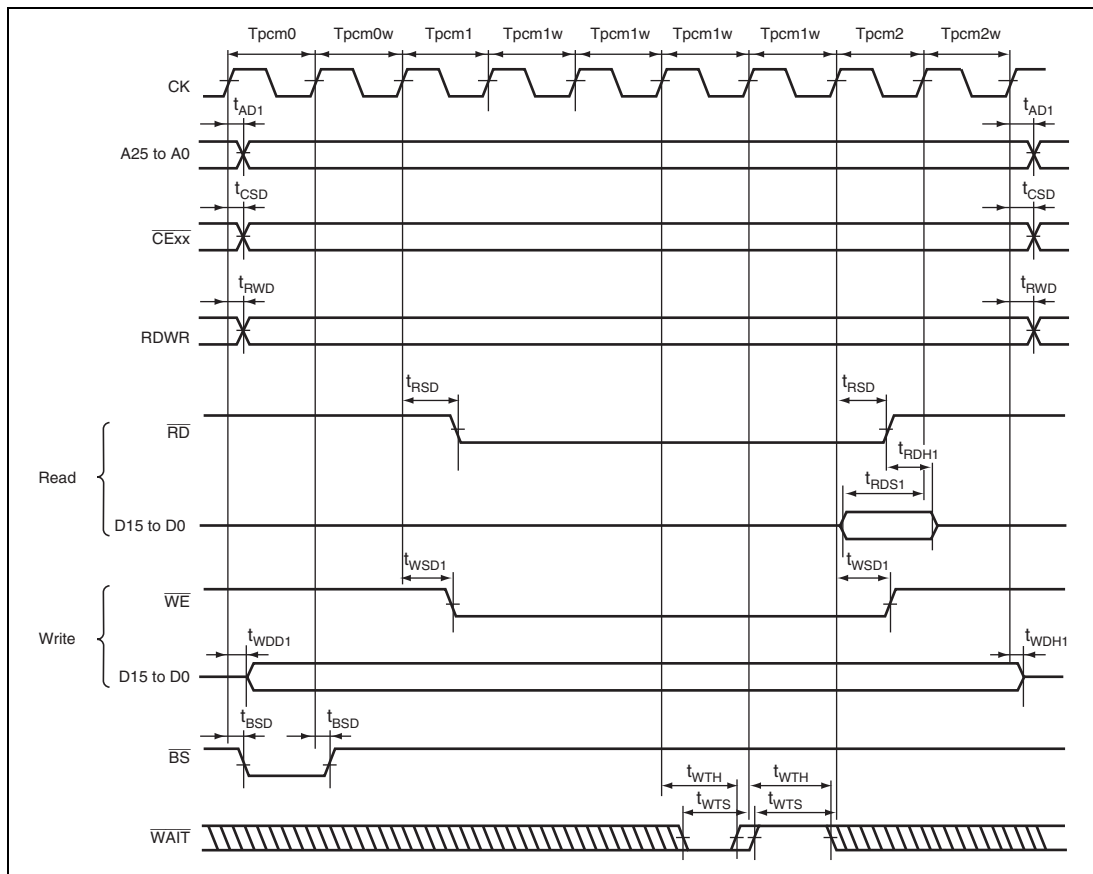 Tpcm0 Tpcm0w Tpcm1 Tpcm1w Tpcm1w Tpcm1w Tpcm1w Tpcm2 Tpcm2w
CK
tAD1 tAD1
A25 to A0
tCSD tCSD
CExx
tRWD tRWD
RDWR
tRSD tRSD
RD
tRDH1
Read
tRDS1
D15 to D0
tWSD1 tWSD1
WE
Write
tWDD1 tWDH1
D15 to D0
tBSD tBSD
BS
tWTH tWTH
tWTS tWTS
WAIT